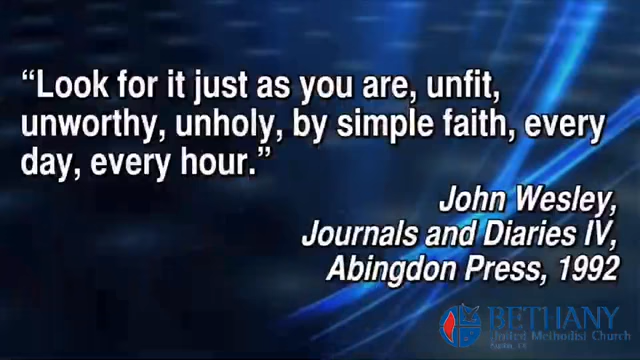 “Look for it just as you are, unfit,
unworthy, unholy, by simple faith, every
day, every hour.”
John Wesley,
Journals and Diaries IV,
Abingdon Press, 1992
BETHANY
United Methodist Church